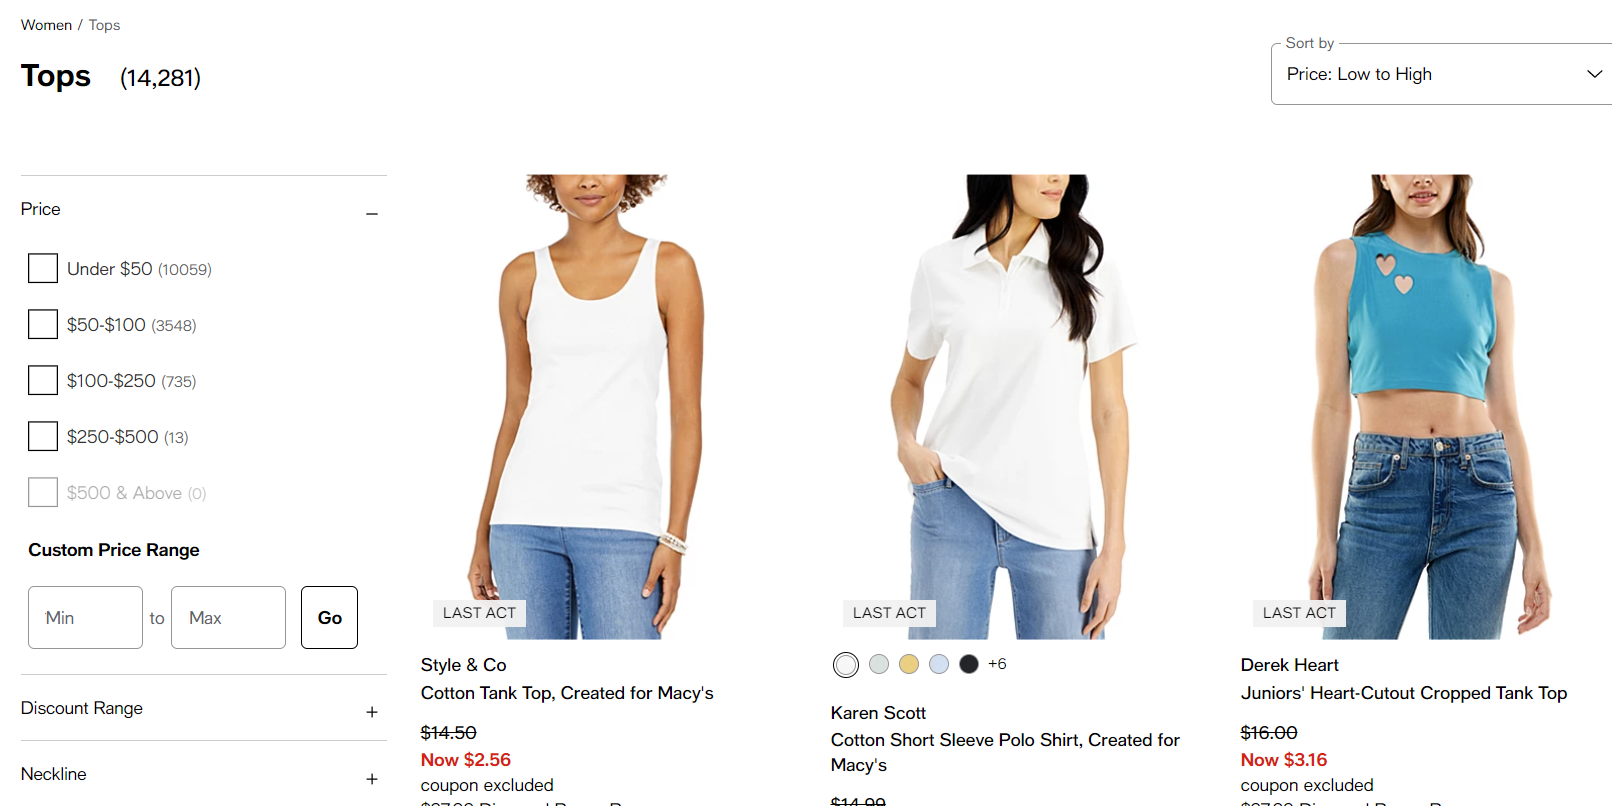 Women / Tops
Tops (14,281)
Sort by
Price: Low to High
Price
Under $50 (10059)
$50-$100 (3548)
$100-$250 (735)
$250-$500 (13)
$500 & Above (0)
Custom Price Range
Min to Max Go
Discount Range
Neckline
LAST ACT
Style & Co
Cotton Tank Top, Created for Macy's
$14.50
Now $2.56
coupon excluded
LAST ACT
+6
Karen Scott
Cotton Short Sleeve Polo Shirt, Created for
Macy's
$14.99
LAST ACT
Derek Heart
Juniors' Heart-Cutout Cropped Tank Top
$16.00
Now $3.16
coupon excluded